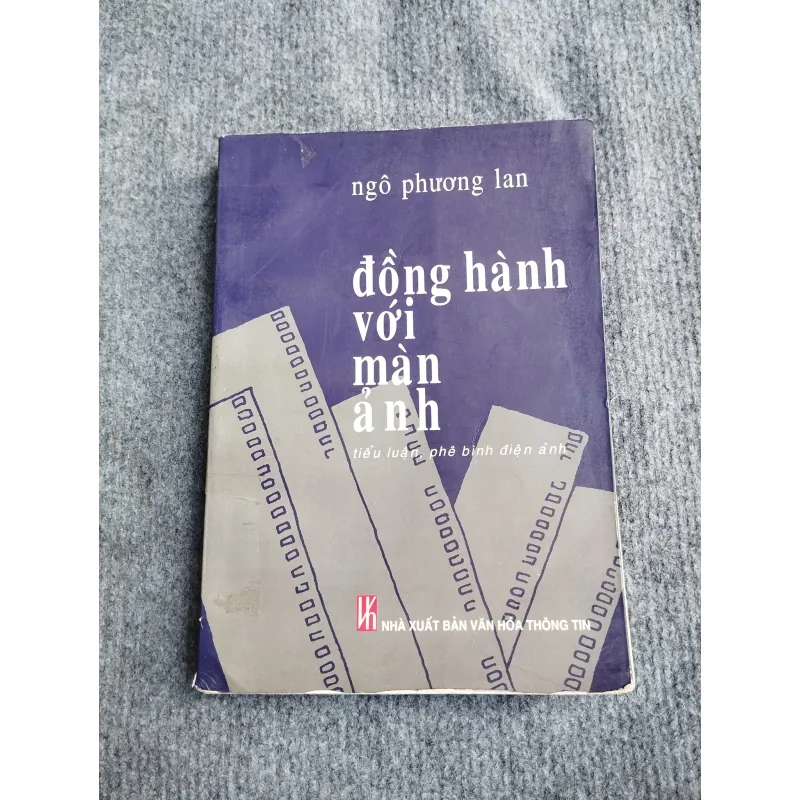 ngô phương lan
đồng hành
với
màn
ảnh
tiểu luận, phê bình điện ảnh
NHÀ XUẤT BẢN VĂN HÓA THÔNG TIN